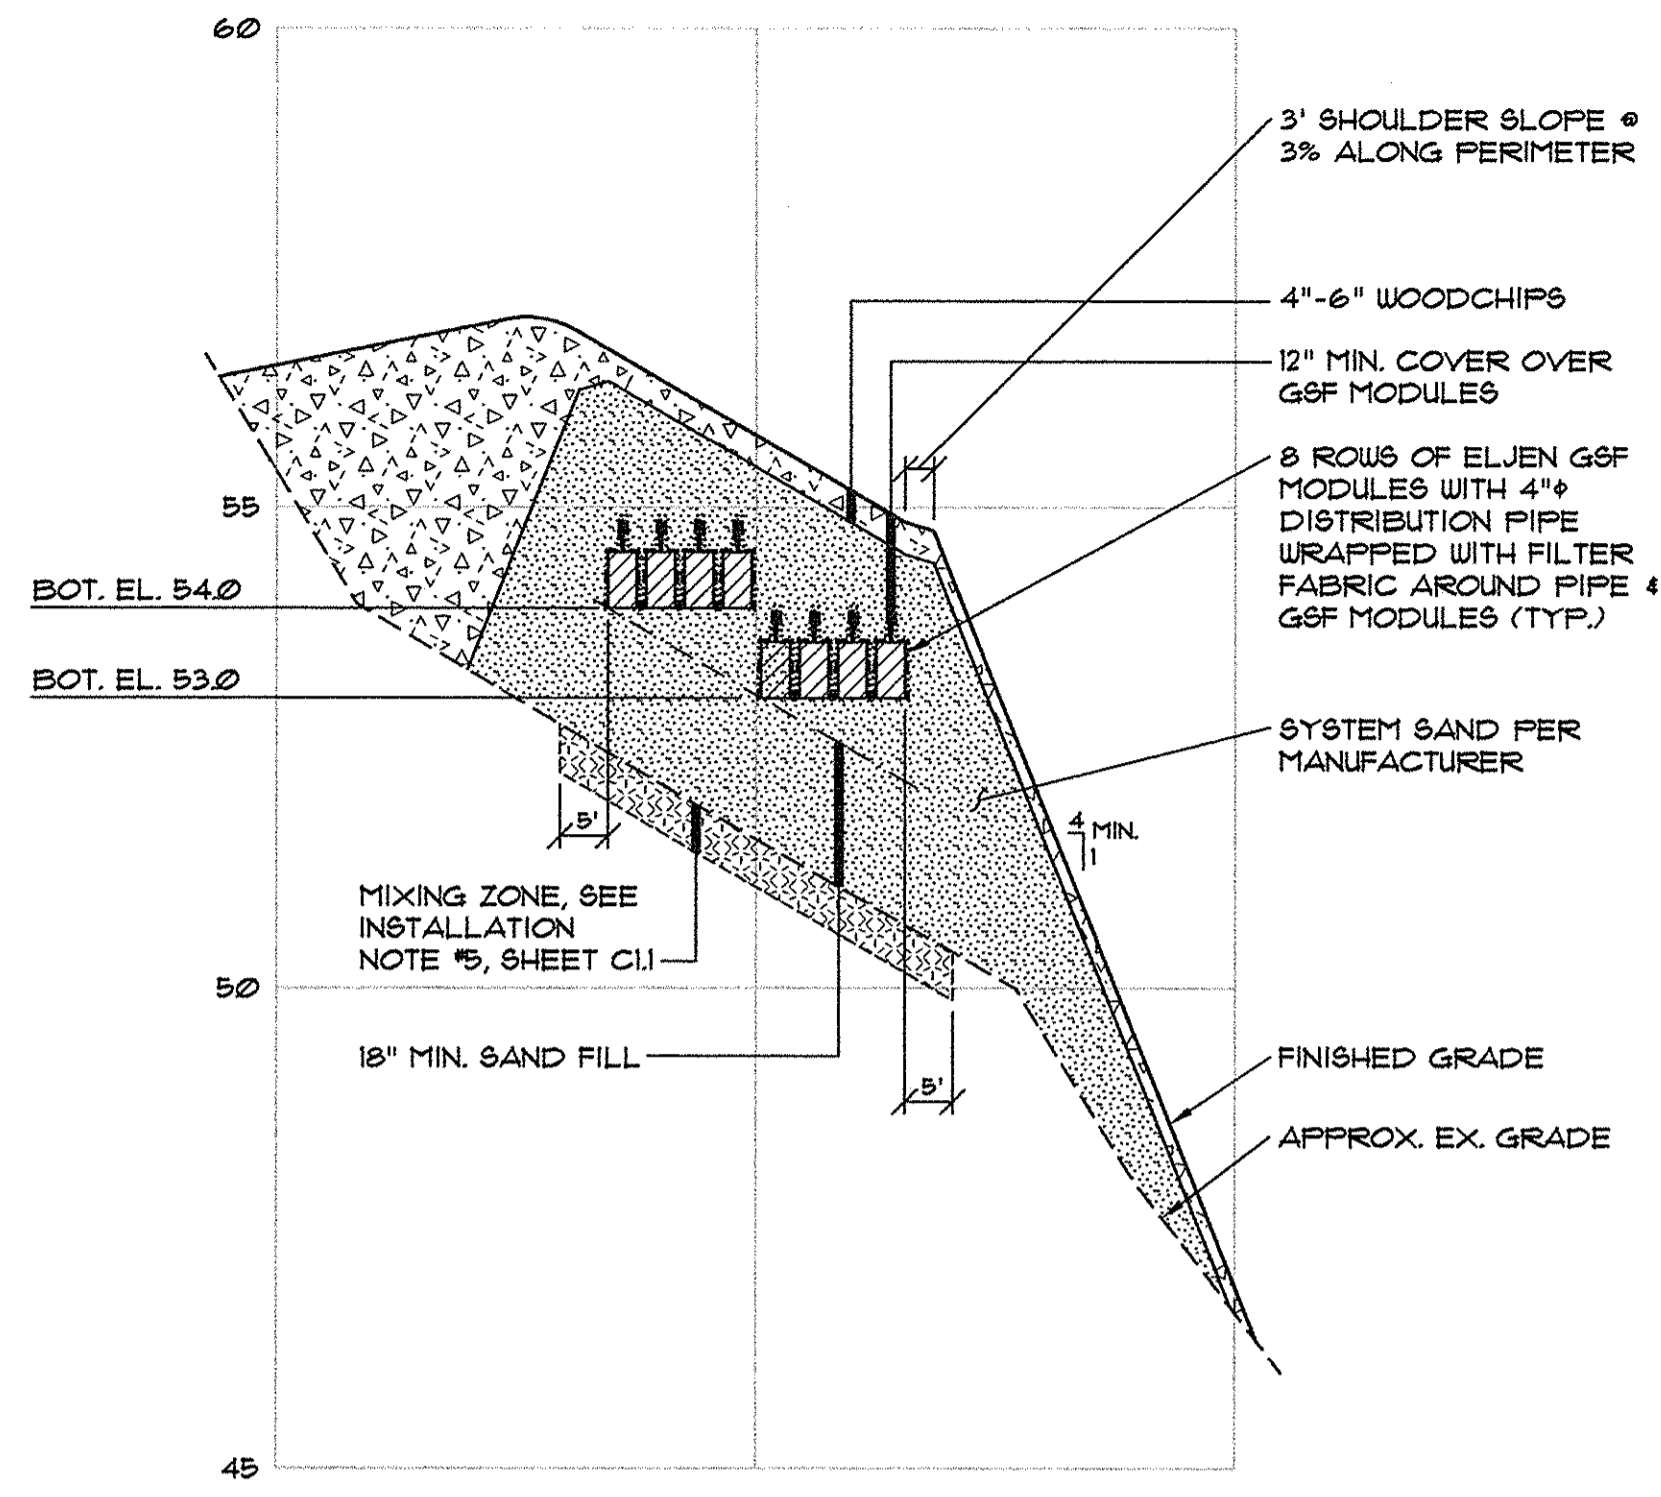 60
3' SHOULDER SLOPE @
3% ALONG PERIMETER
4"-6" WOODCHIPS
12" MIN. COVER OVER
GSF MODULES
8 ROWS OF ELJEN GSF
MODULES WITH 4"ϕ
DISTRIBUTION PIPE
WRAPPED WITH FILTER
FABRIC AROUND PIPE &
GSF MODULES (TYP.)
55
BOT. EL. 54.0
BOT. EL. 53.0
SYSTEM SAND PER
MANUFACTURER
5'
4
MIN.
1
MIXING ZONE, SEE
INSTALLATION
NOTE #5, SHEET C1.1
50
18" MIN. SAND FILL
5'
FINISHED GRADE
APPROX. EX. GRADE
45